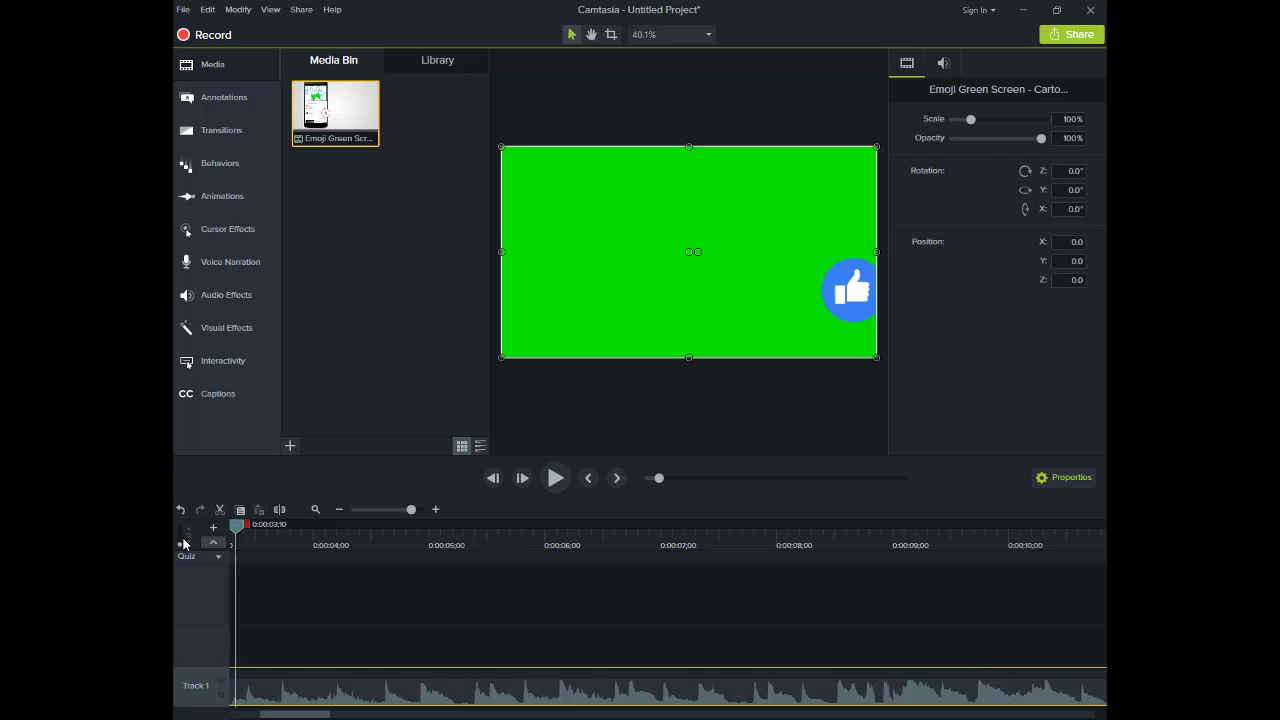 File Edit Modify View Share Help
Camtasia - Untitled Project*
Sign In
Record
40.1%
Share
Media
Annotations
Transitions
Behaviors
Animations
Cursor Effects
Voice Narration
Audio Effects
Visual Effects
Interactivity
CC Captions
Media Bin
Library
Emoji Green Scr...
Emoji Green Screen - Carto...
Scale 100%
Opacity 100%
Rotation: Z: 0.0°
Y: 0.0°
X: 0.0°
Position: X: 0.0
Y: 0.0
Z: 0.0
Properties
0:00:03;10
0:00:04;00 0:00:05;00 0:00:06;00 0:00:07;00 0:00:08;00 0:00:09;00 0:00:10;00
Quiz
Track 1